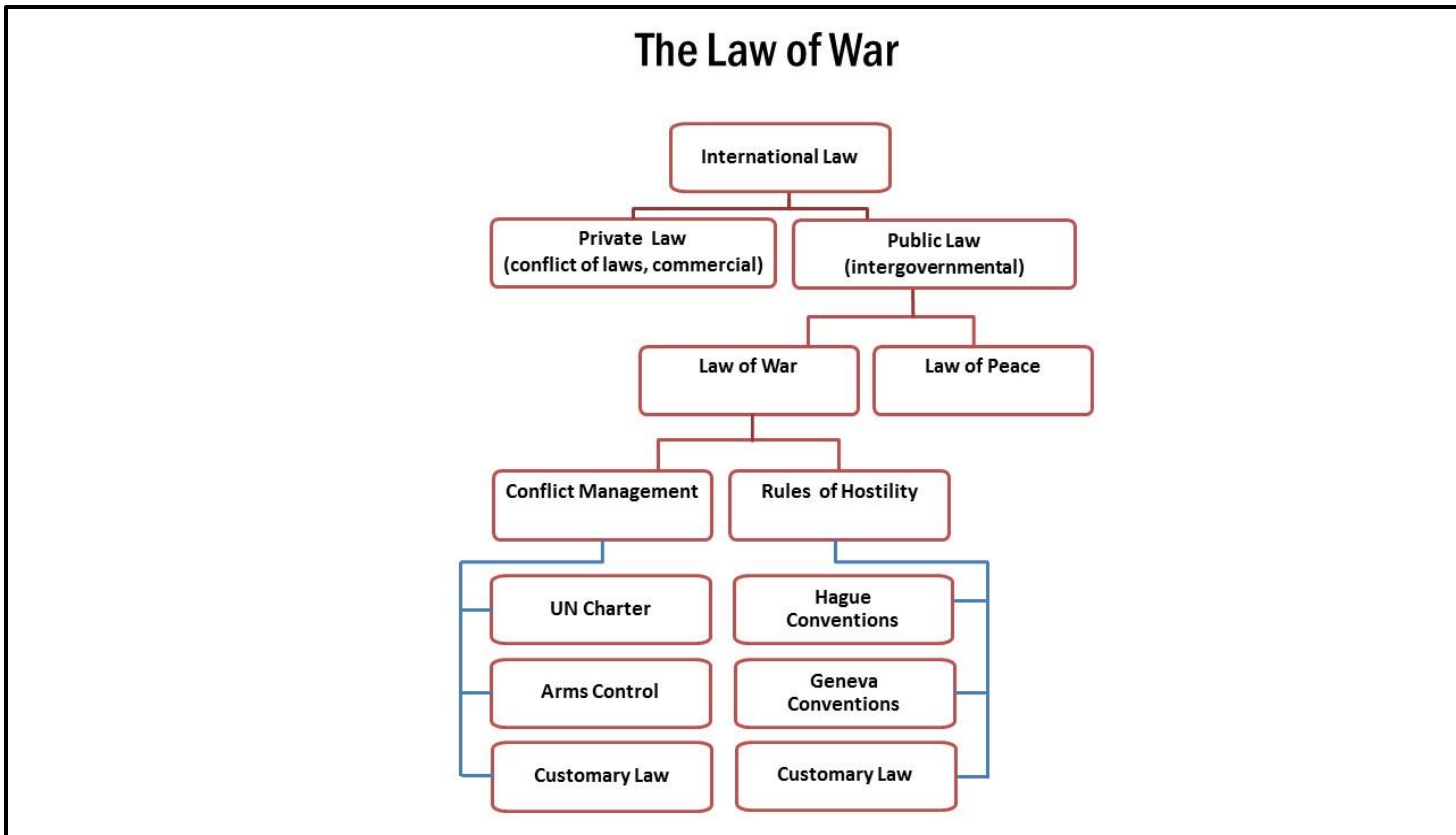 The Law of War
International Law
Private Law
(conflict of laws, commercial)
Public Law
(intergovernmental)
Law of War
Law of Peace
Conflict Management
Rules of Hostility
UN Charter
Hague
Conventions
Arms Control
Geneva
Conventions
Customary Law
Customary Law